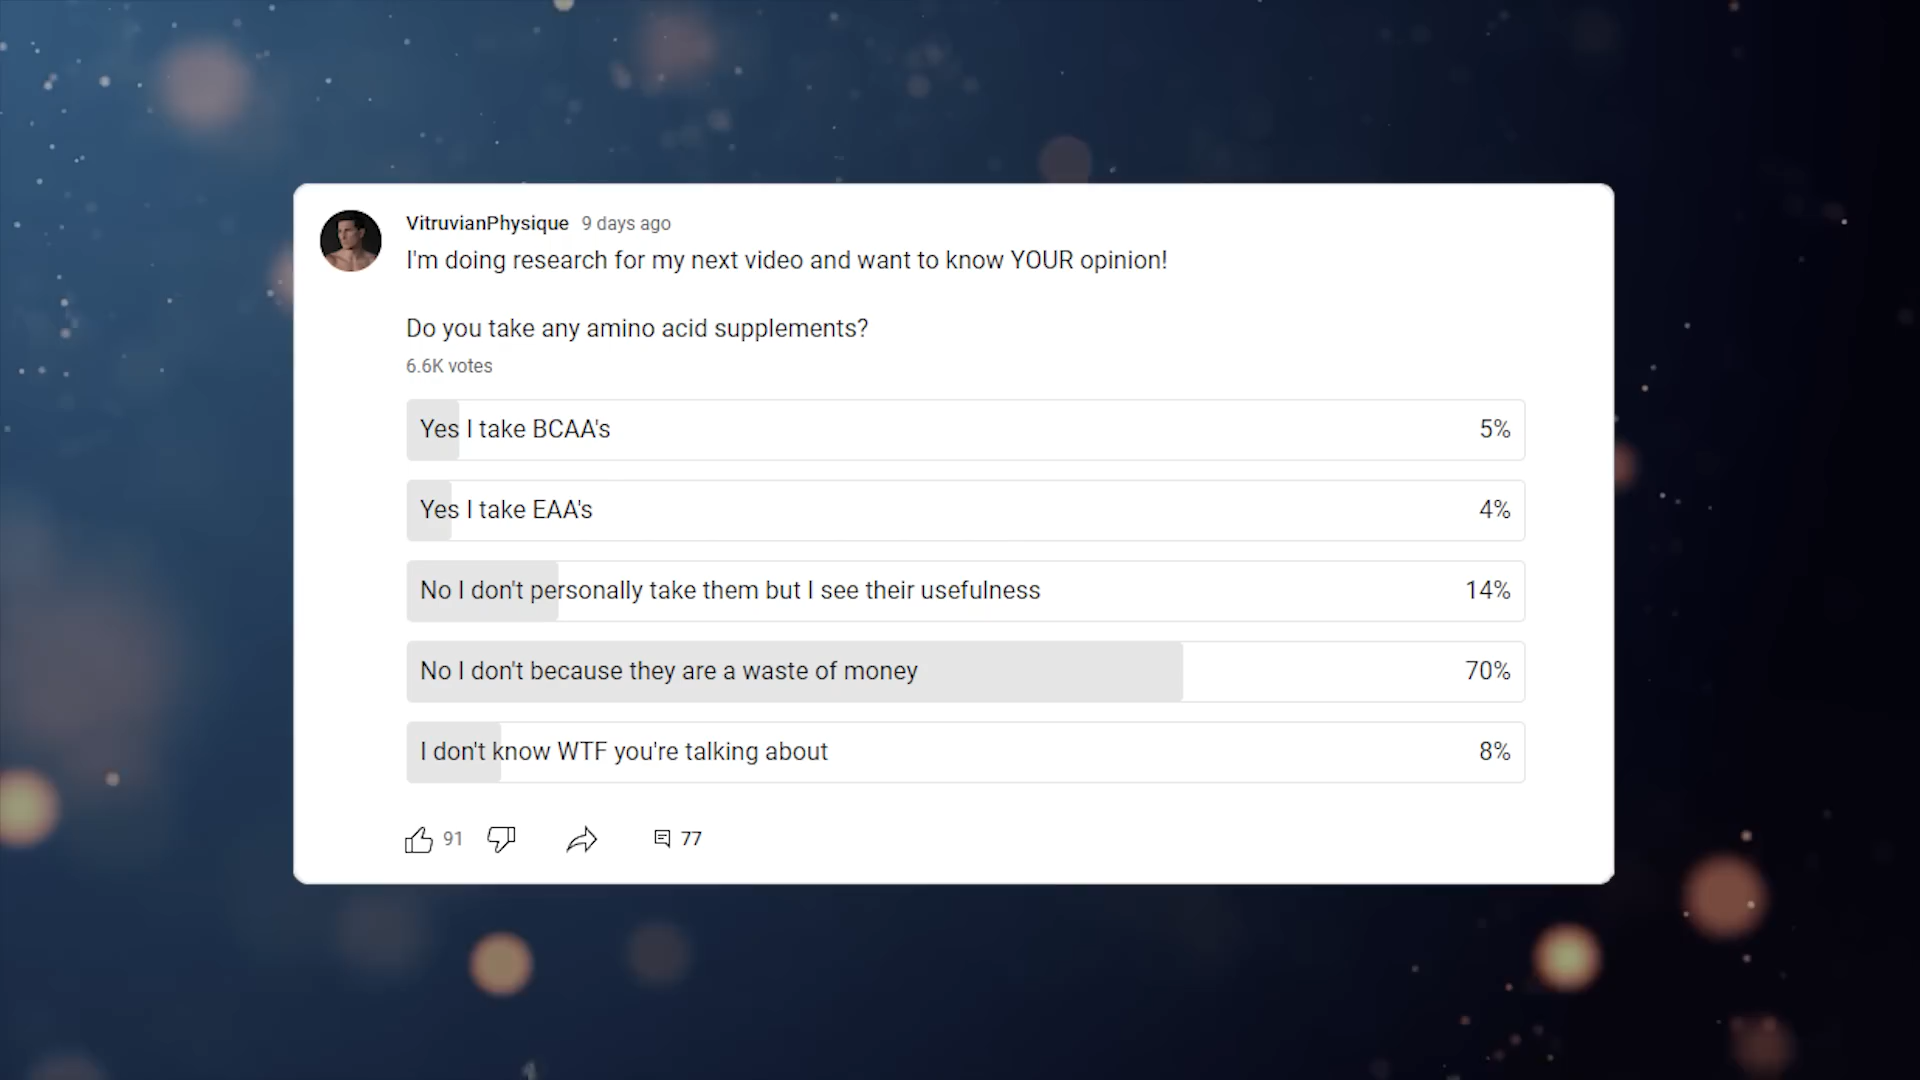 VitruvianPhysique 9 days ago
I'm doing research for my next video and want to know YOUR opinion!
Do you take any amino acid supplements?
6.6K votes
Yes I take BCAA's 5%
Yes I take EAA's 4%
No I don't personally take them but I see their usefulness 14%
No I don't because they are a waste of money 70%
I don't know WTF you're talking about 8%
91 77